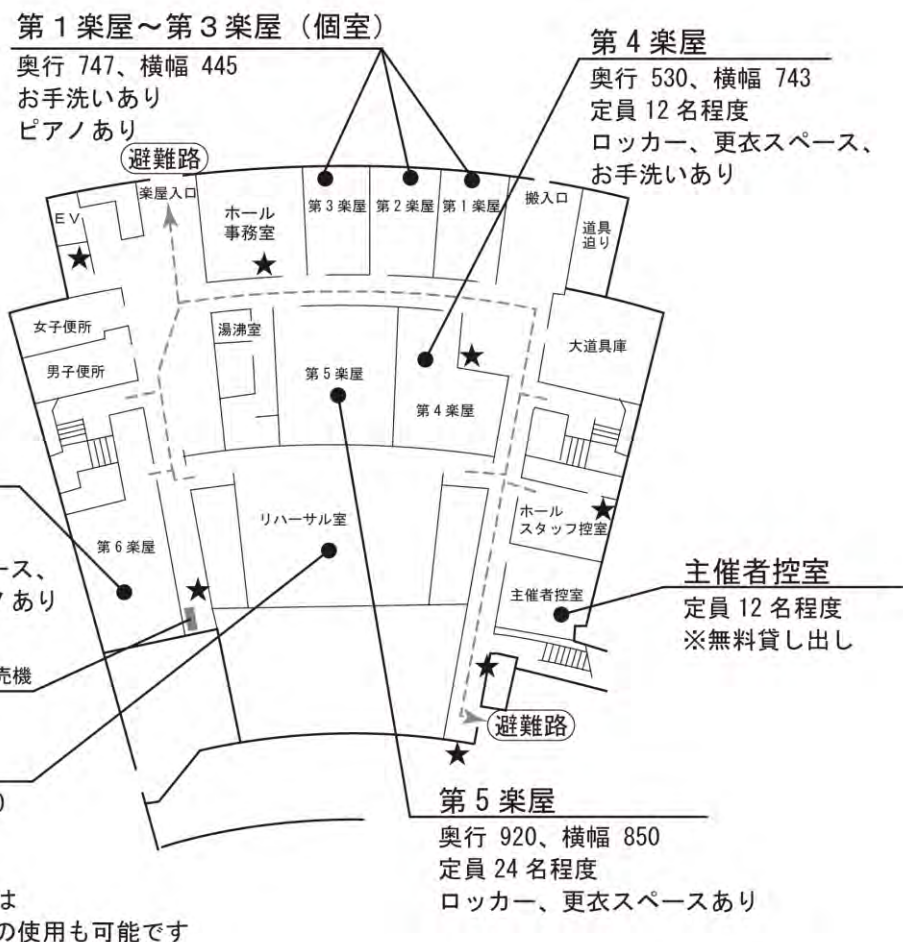 第1楽屋～第3楽屋（個室）
奥行 747、横幅 445
お手洗いあり
ピアノあり
第4楽屋
奥行 530、横幅 743
定員 12 名程度
ロッカー、更衣スペース、
お手洗いあり
避難路
楽屋入口
EV
ホール
事務室
第3楽屋
第2楽屋
第1楽屋
搬入口
道具
迫り
女子便所
男子便所
湯沸室
第5楽屋
第4楽屋
大道具庫
リハーサル室
ホール
スタッフ控室
第6楽屋
主催者控室
ース、
ノあり
売機
主催者控室
定員 12 名程度
※無料貸し出し
避難路
)
第5楽屋
奥行 920、横幅 850
定員 24 名程度
ロッカー、更衣スペースあり
は
の使用も可能です